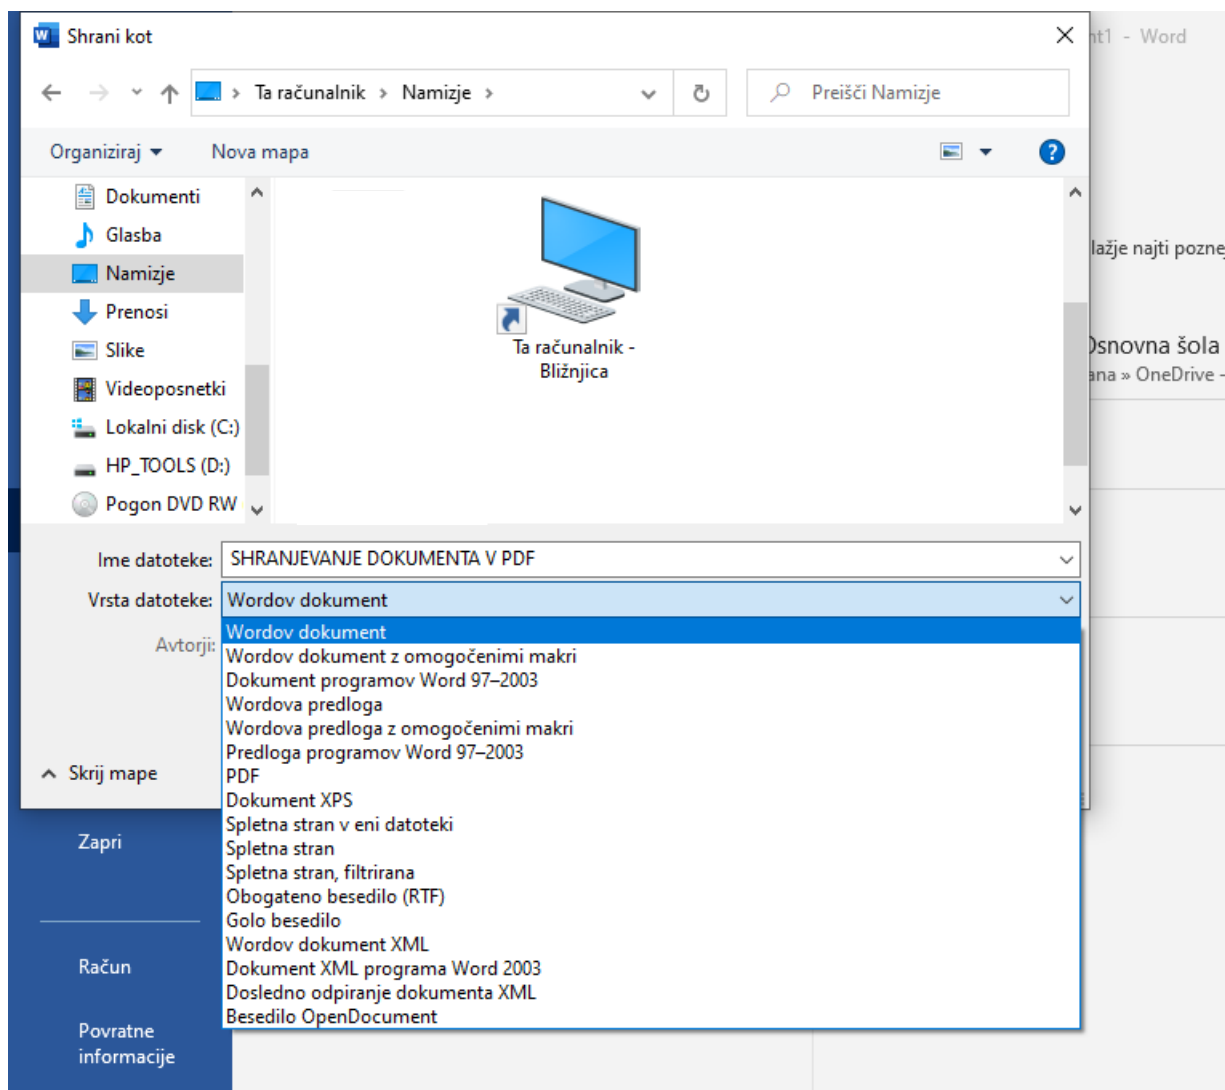 Shrani kot
nt1 - Word
Ta računalnik > Namizje >
Preišči Namizje
Organiziraj
Nova mapa
Dokumenti
Glasba
Namizje
Prenosi
Slike
Videoposnetki
Lokalni disk (C:)
HP_TOOLS (D:)
Pogon DVD RW
Ta računalnik -
Bližnjica
lažje najti pozne
Osnovna šola
ana » OneDrive -
Ime datoteke: SHRANJEVANJE DOKUMENTA V PDF
Vrsta datoteke: Wordov dokument
Avtorji:
Wordov dokument
Wordov dokument z omogočenimi makri
Dokument programov Word 97–2003
Wordova predloga
Wordova predloga z omogočenimi makri
Predloga programov Word 97–2003
PDF
Dokument XPS
Spletna stran v eni datoteki
Spletna stran
Spletna stran, filtrirana
Obogateno besedilo (RTF)
Golo besedilo
Wordov dokument XML
Dokument XML programa Word 2003
Dosledno odpiranje dokumenta XML
Besedilo OpenDocument
Skrij mape
Zapri
Račun
Povratne
informacije